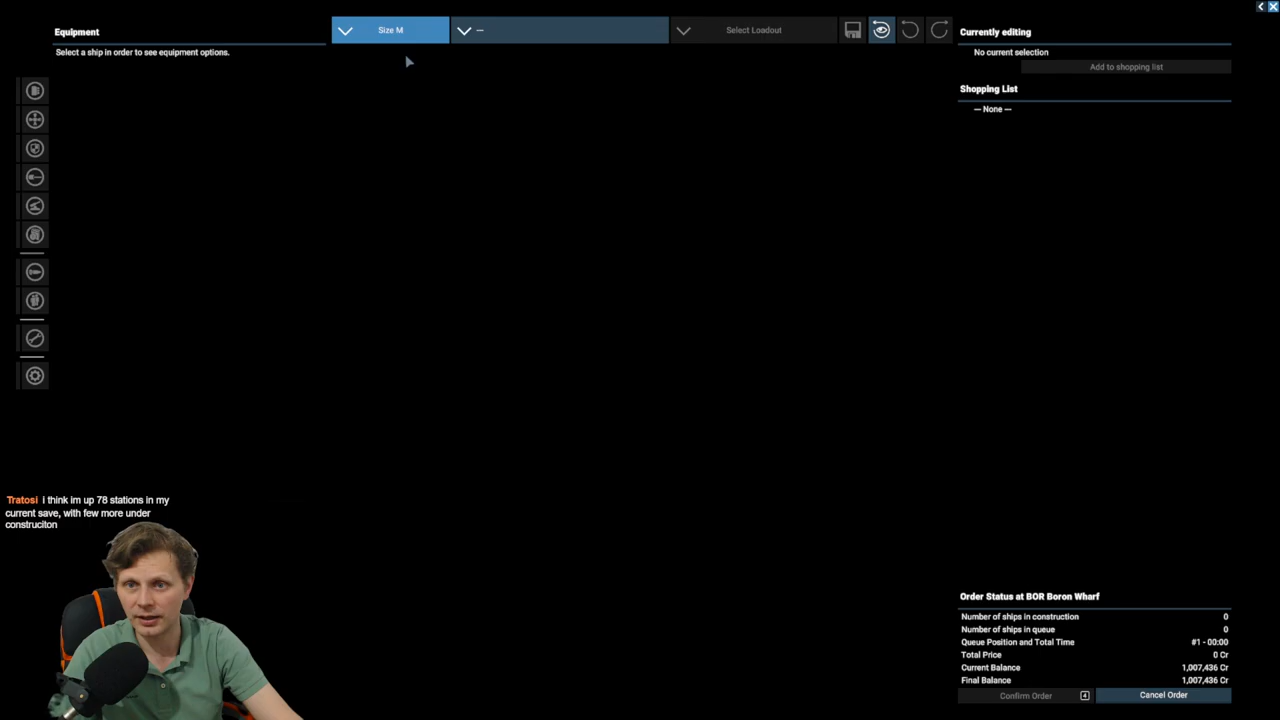 Equipment
Select a ship in order to see equipment options.
Size M
---
Select Loadout
Currently editing
No current selection
Add to shopping list
Shopping List
--- None ---
Tratosi i think im up 78 stations in my
current save, with few more under
construciton
Order Status at BOR Boron Wharf
Number of ships in construction 0
Number of ships in queue 0
Queue Position and Total Time #1 - 00:00
Total Price 0 Cr
Current Balance 1,007,436 Cr
Final Balance 1,007,436 Cr
Confirm Order 4
Cancel Order